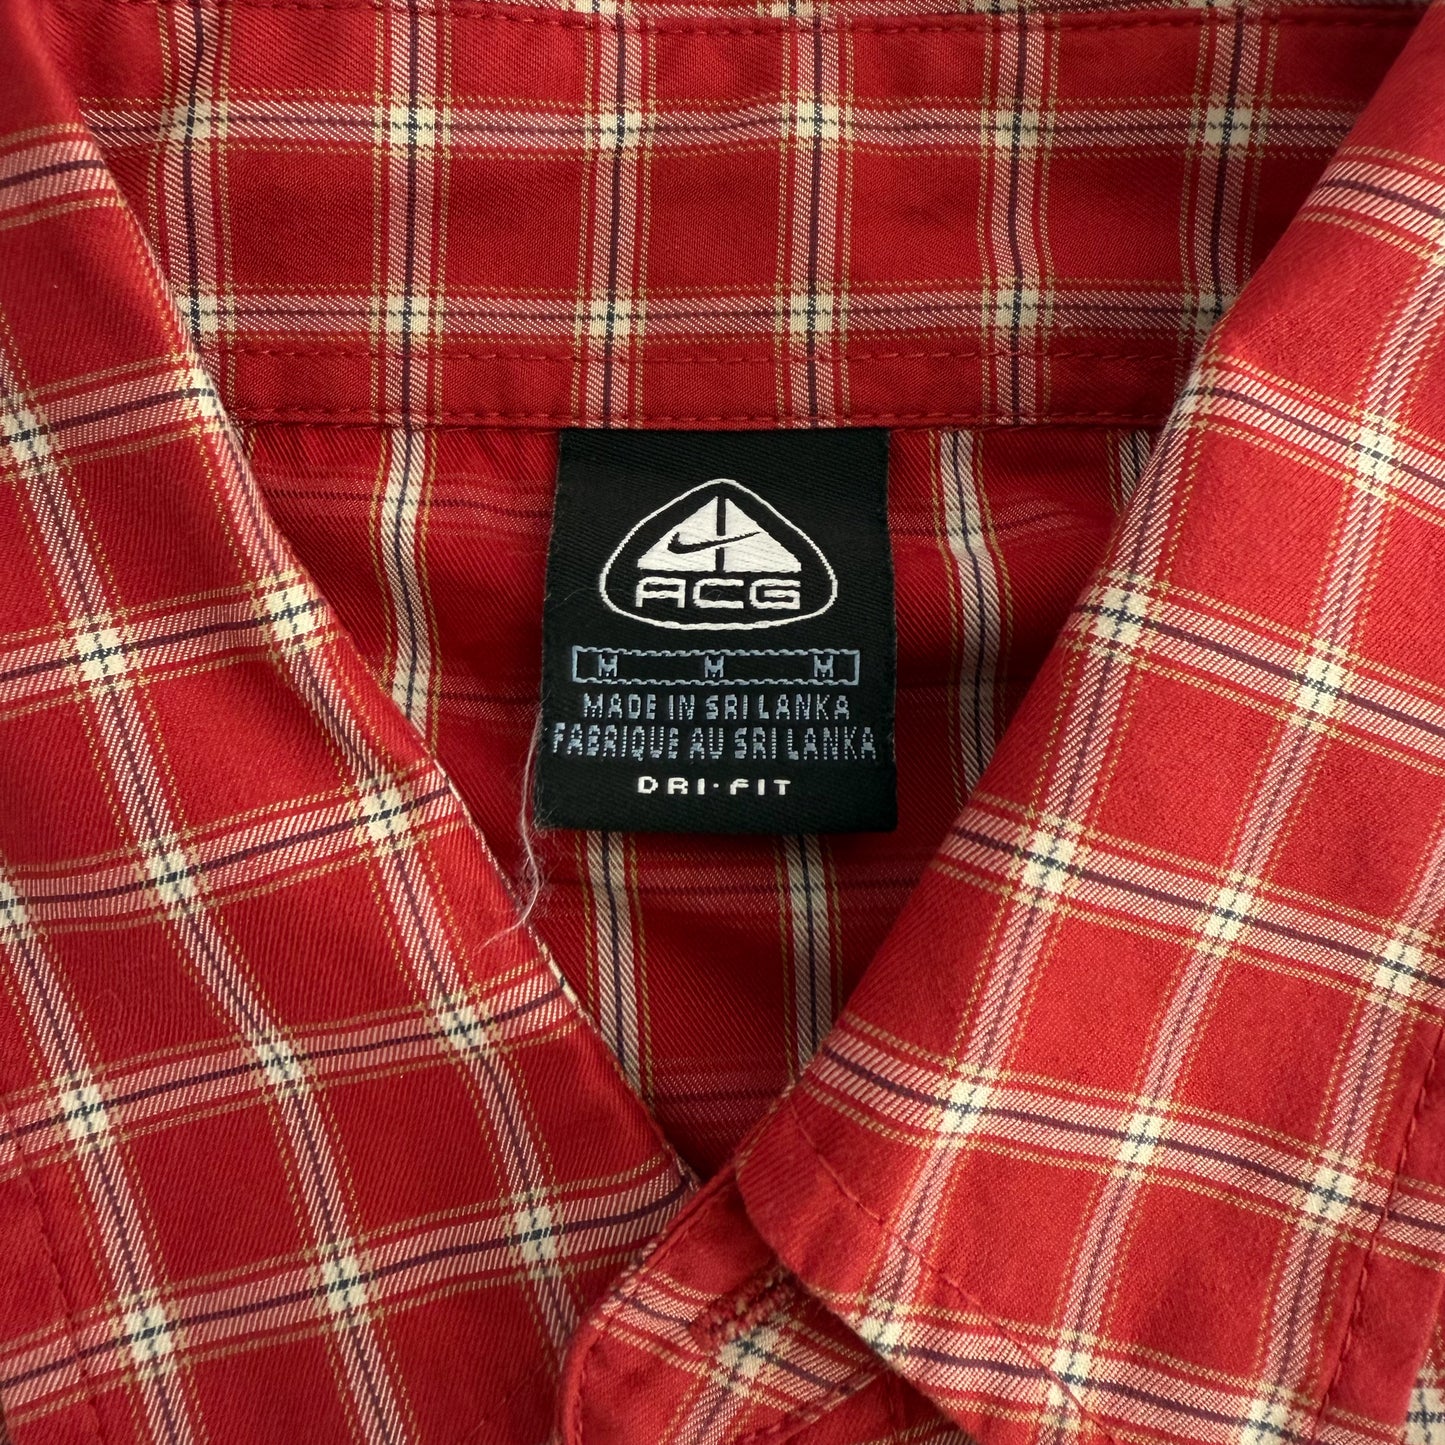 ACG
M M M
MADE IN SRI LANKA
FABRIQUE AU SRI LANKA
DRI·FIT